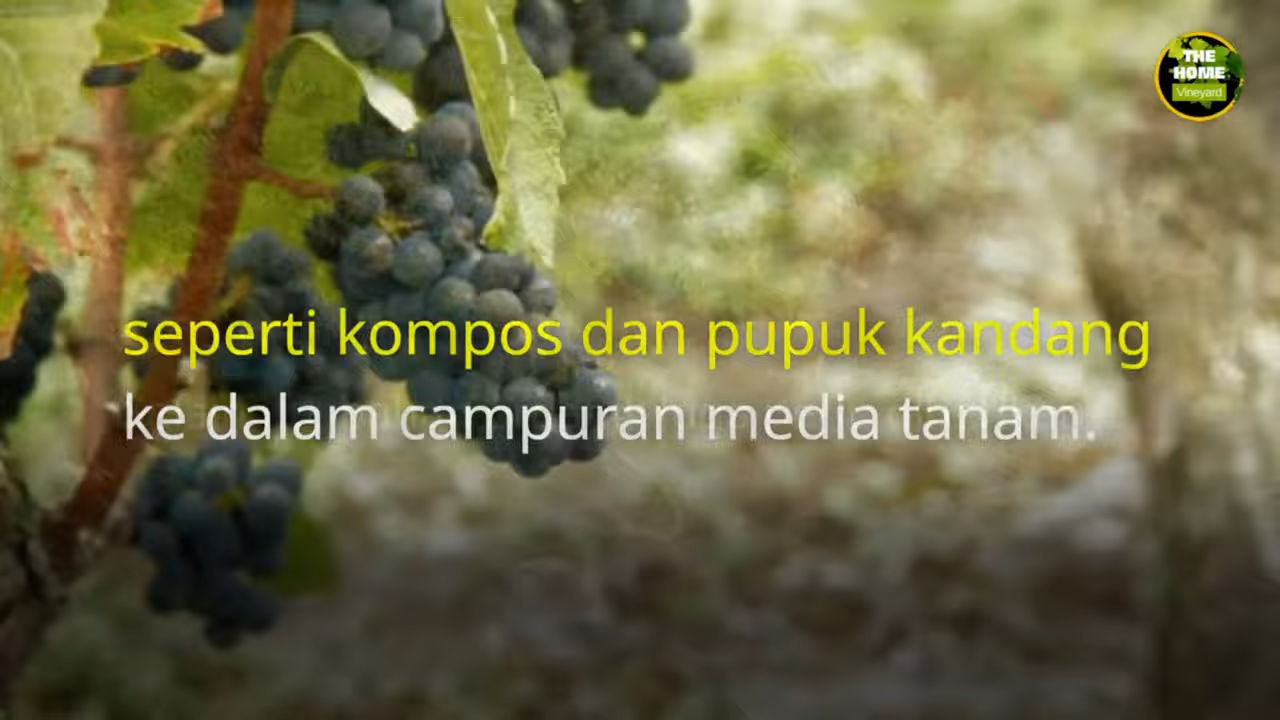 THE
HOME
Vineyard
seperti kompos dan pupuk kandang
ke dalam campuran media tanam.